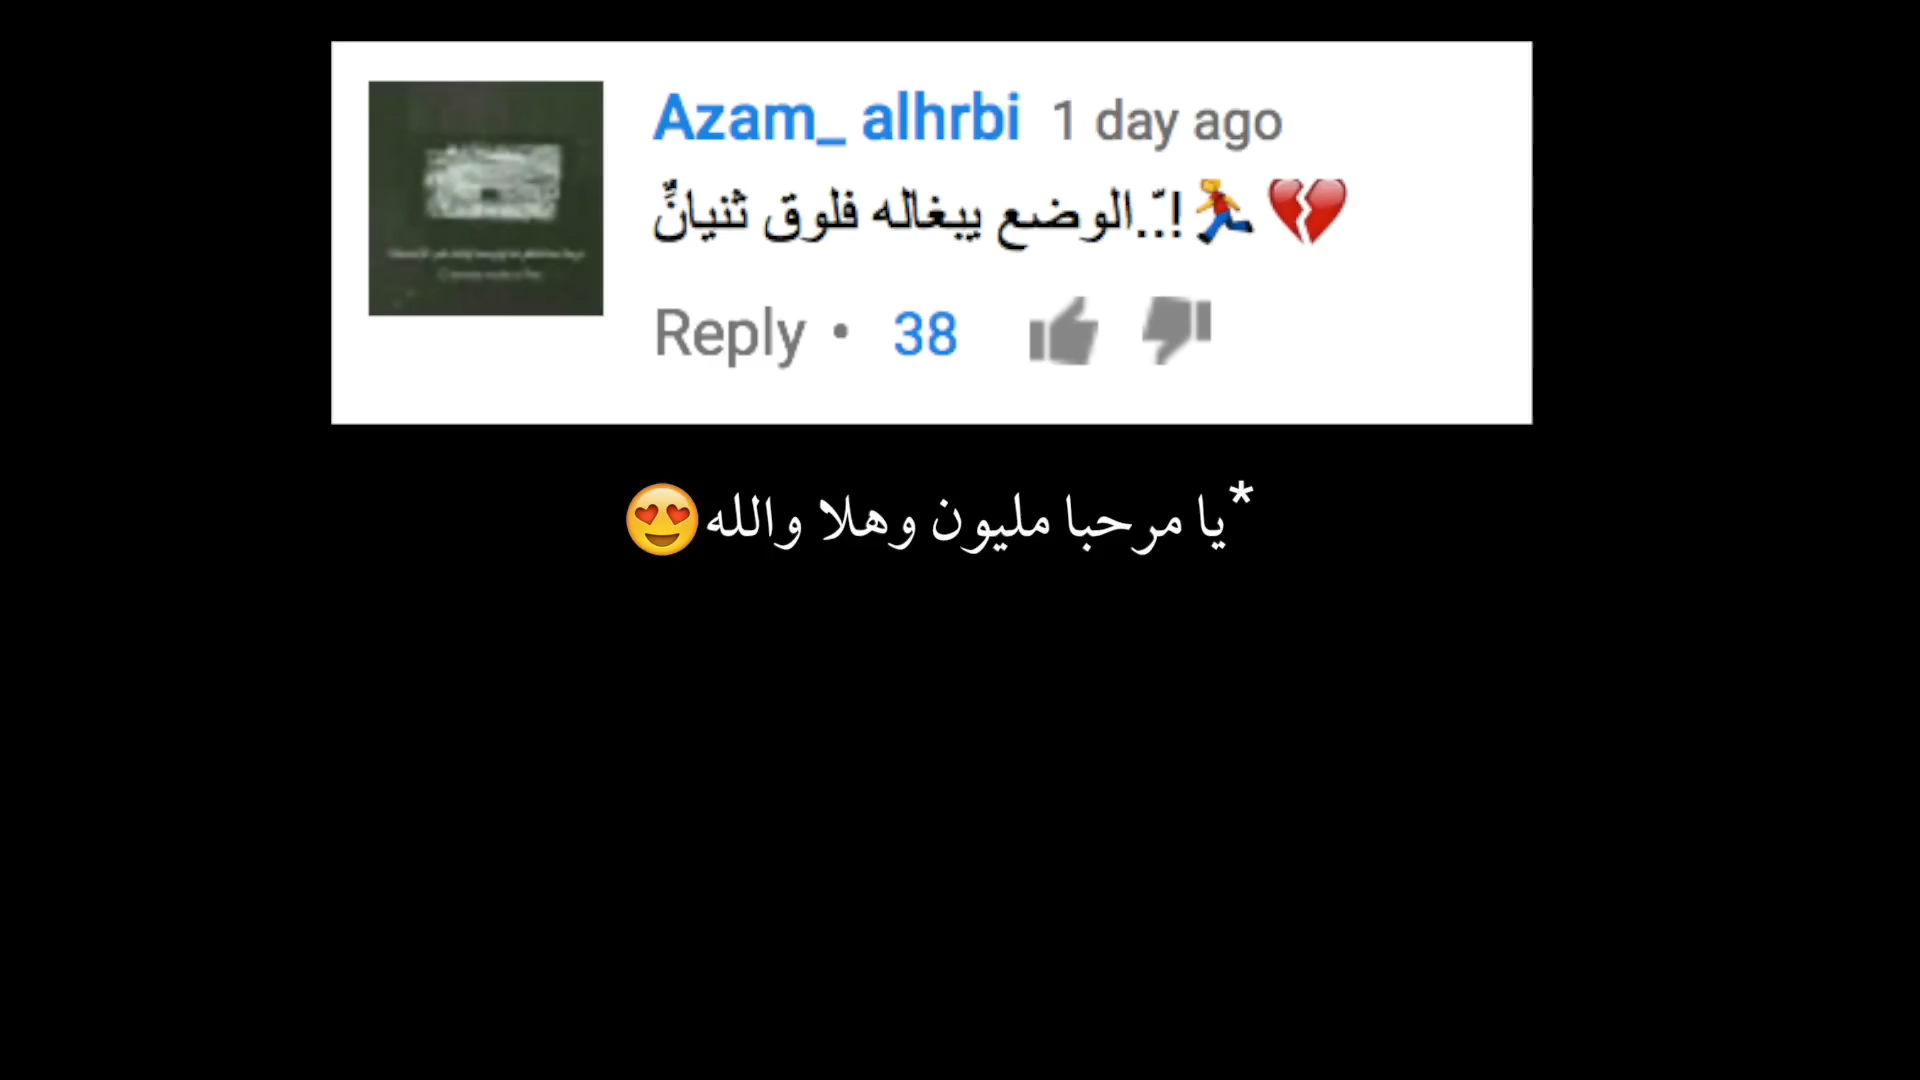 Azam_ alhrbi 1 day ago
الوضع يبغاله فلوق ثنيانٌِّ..ّ.!🏃💔
Reply • 38
*يا مرحبا مليون وهلا والله😍